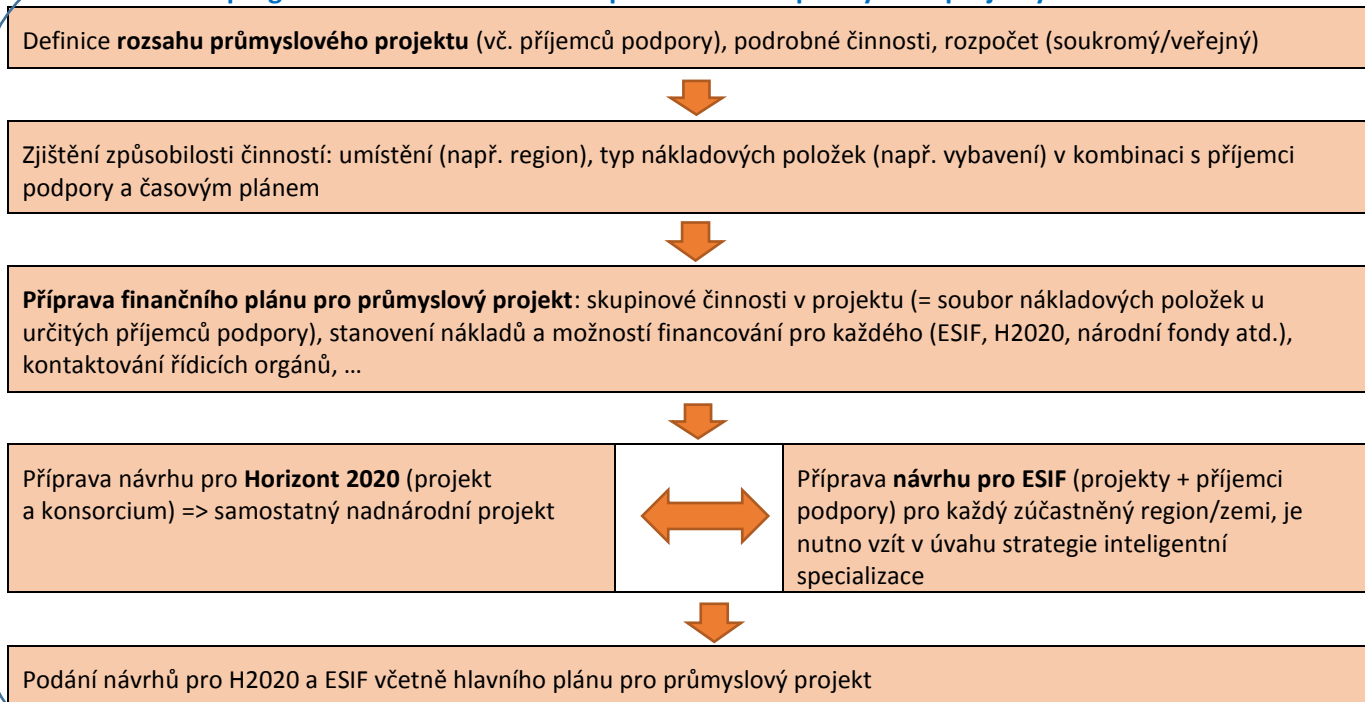 Definice rozsahu průmyslového projektu (vč. příjemců podpory), podrobné činnosti, rozpočet (soukromý/veřejný)
Zjištění způsobilosti činností: umístění (např. region), typ nákladových položek (např. vybavení) v kombinaci s příjemci
podpory a časovým plánem
Příprava finančního plánu pro průmyslový projekt: skupinové činnosti v projektu (= soubor nákladových položek u
určitých příjemců podpory), stanovení nákladů a možností financování pro každého (ESIF, H2020, národní fondy atd.),
kontaktování řídicích orgánů, ...
Příprava návrhu pro Horizont 2020 (projekt
a konsorcium) => samostatný nadnárodní projekt
Příprava návrhu pro ESIF (projekty + příjemci
podpory) pro každý zúčastněný region/zemi, je
nutno vzít v úvahu strategie inteligentní
specializace
Podání návrhů pro H2020 a ESIF včetně hlavního plánu pro průmyslový projekt